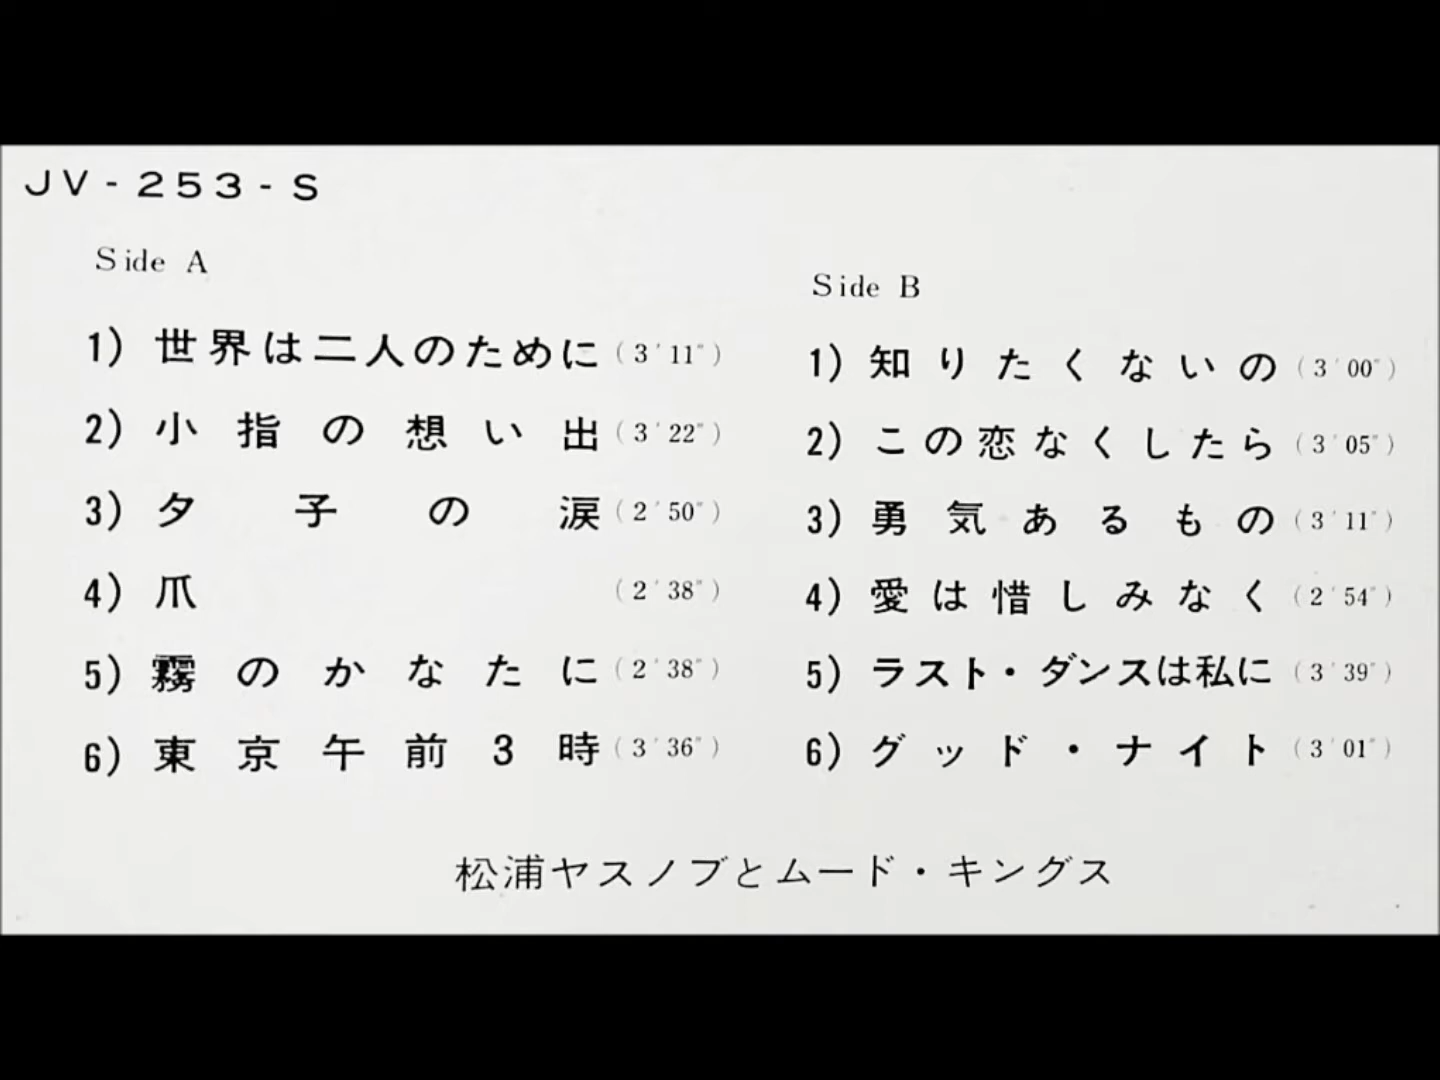 JV-253-S
Side A
1) 世界は二人のために (3′11″)
2) 小指の想い出 (3′22″)
3) 夕子の涙 (2′50″)
4) 爪 (2′38″)
5) 霧のかなたに (2′38″)
6) 東京午前3時 (3′36″)
Side B
1) 知りたくないの (3′00″)
2) この恋なくしたら (3′05″)
3) 勇気あるもの (3′11″)
4) 愛は惜しみなく (2′54″)
5) ラスト・ダンスは私に (3′39″)
6) グッド・ナイト (3′01″)
松浦ヤスノブとムード・キングス